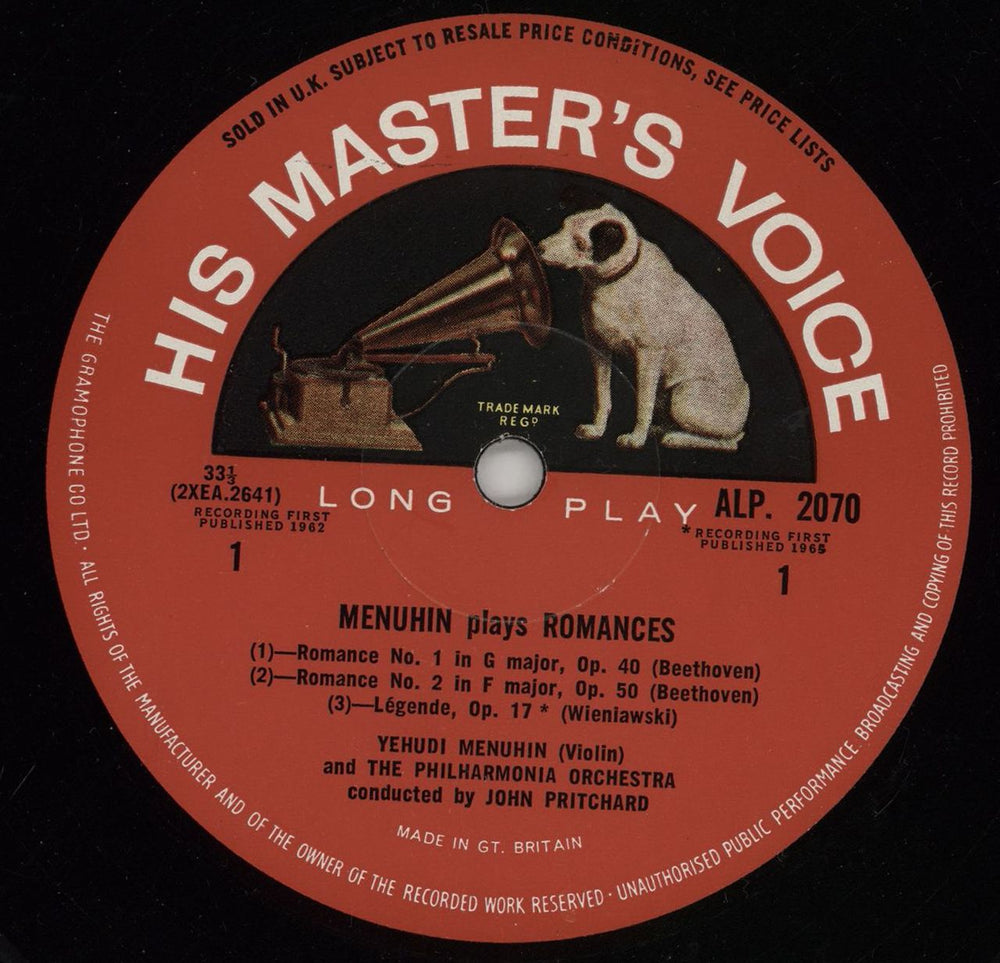 SOLD IN U.K. SUBJECT TO RESALE PRICE CONDITIONS, SEE PRICE LISTS
HIS MASTER'S VOICE
TRADE MARK
REGD
33⅓
(2XEA.2641)
RECORDING FIRST
PUBLISHED 1962
1
LONG PLAY
ALP. 2070
*RECORDING FIRST
PUBLISHED 1965
1
MENUHIN plays ROMANCES
(1)—Romance No. 1 in G major, Op. 40 (Beethoven)
(2)—Romance No. 2 in F major, Op. 50 (Beethoven)
(3)—Légende, Op. 17 * (Wieniawski)
YEHUDI MENUHIN (Violin)
and THE PHILHARMONIA ORCHESTRA
conducted by JOHN PRITCHARD
MADE IN GT. BRITAIN
THE GRAMOPHONE CO LTD · ALL RIGHTS OF THE MANUFACTURER AND OF THE OWNER OF THE RECORDED WORK RESERVED · UNAUTHORISED PUBLIC PERFORMANCE BROADCASTING AND COPYING OF THIS RECORD PROHIBITED